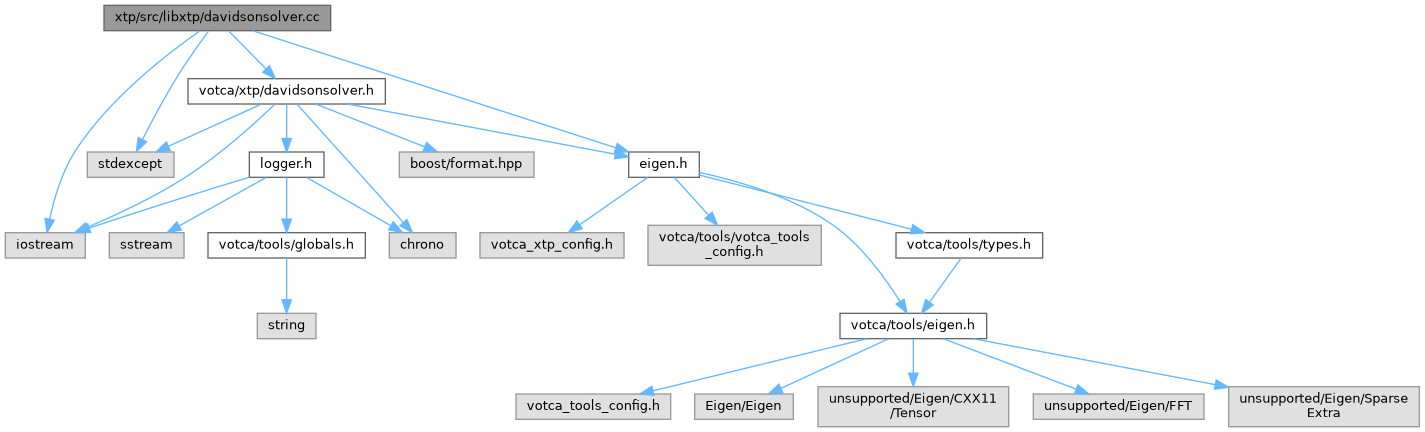 xtp/src/libxtp/davidsonsolver.cc
votca/xtp/davidsonsolver.h
stdexcept
logger.h
boost/format.hpp
eigen.h
iostream
sstream
votca/tools/globals.h
chrono
votca_xtp_config.h
votca/tools/votca_tools
_config.h
votca/tools/types.h
string
votca/tools/eigen.h
votca_tools_config.h
Eigen/Eigen
unsupported/Eigen/CXX11
/Tensor
unsupported/Eigen/FFT
unsupported/Eigen/Sparse
Extra